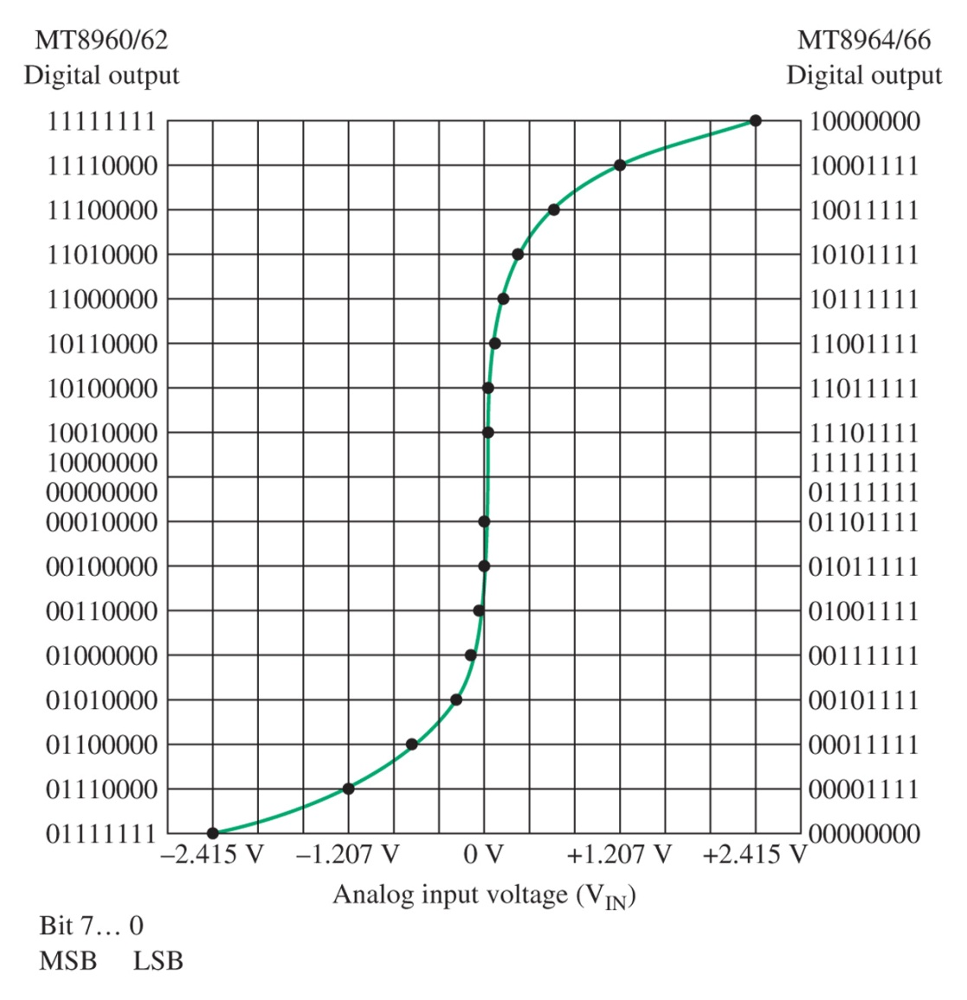 MT8960/62
Digital output
MT8964/66
Digital output
11111111 10000000
11110000 10001111
11100000 10011111
11010000 10101111
11000000 10111111
10110000 11001111
10100000 11011111
10010000 11101111
10000000 11111111
00000000 01111111
00010000 01101111
00100000 01011111
00110000 01001111
01000000 00111111
01010000 00101111
01100000 00011111
01110000 00001111
01111111 00000000
−2.415 V −1.207 V 0 V +1.207 V +2.415 V
Analog input voltage (VIN)
Bit 7… 0
MSB LSB